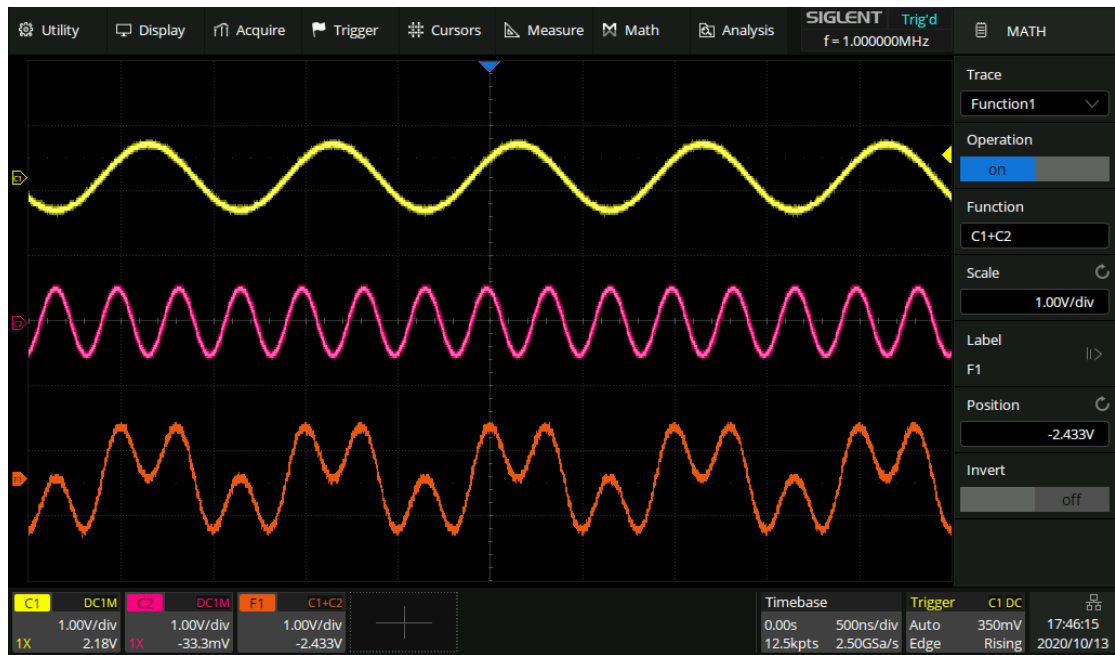 Utility Display Acquire Trigger Cursors Measure Math Analysis SIGLENT Trig'd
f = 1.000000MHz
MATH
Trace
Function1
Operation
on
Function
C1+C2
Scale
1.00V/div
Label
F1
Position
-2.433V
Invert
off
C1
C2
F1
C1 DC1M
1.00V/div
1X 2.18V
C2 DC1M
1.00V/div
1X -33.3mV
F1 C1+C2
1.00V/div
-2.433V
Timebase
0.00s 500ns/div
12.5kpts 2.50GSa/s
Trigger C1 DC
Auto 350mV
Edge Rising
17:46:15
2020/10/13